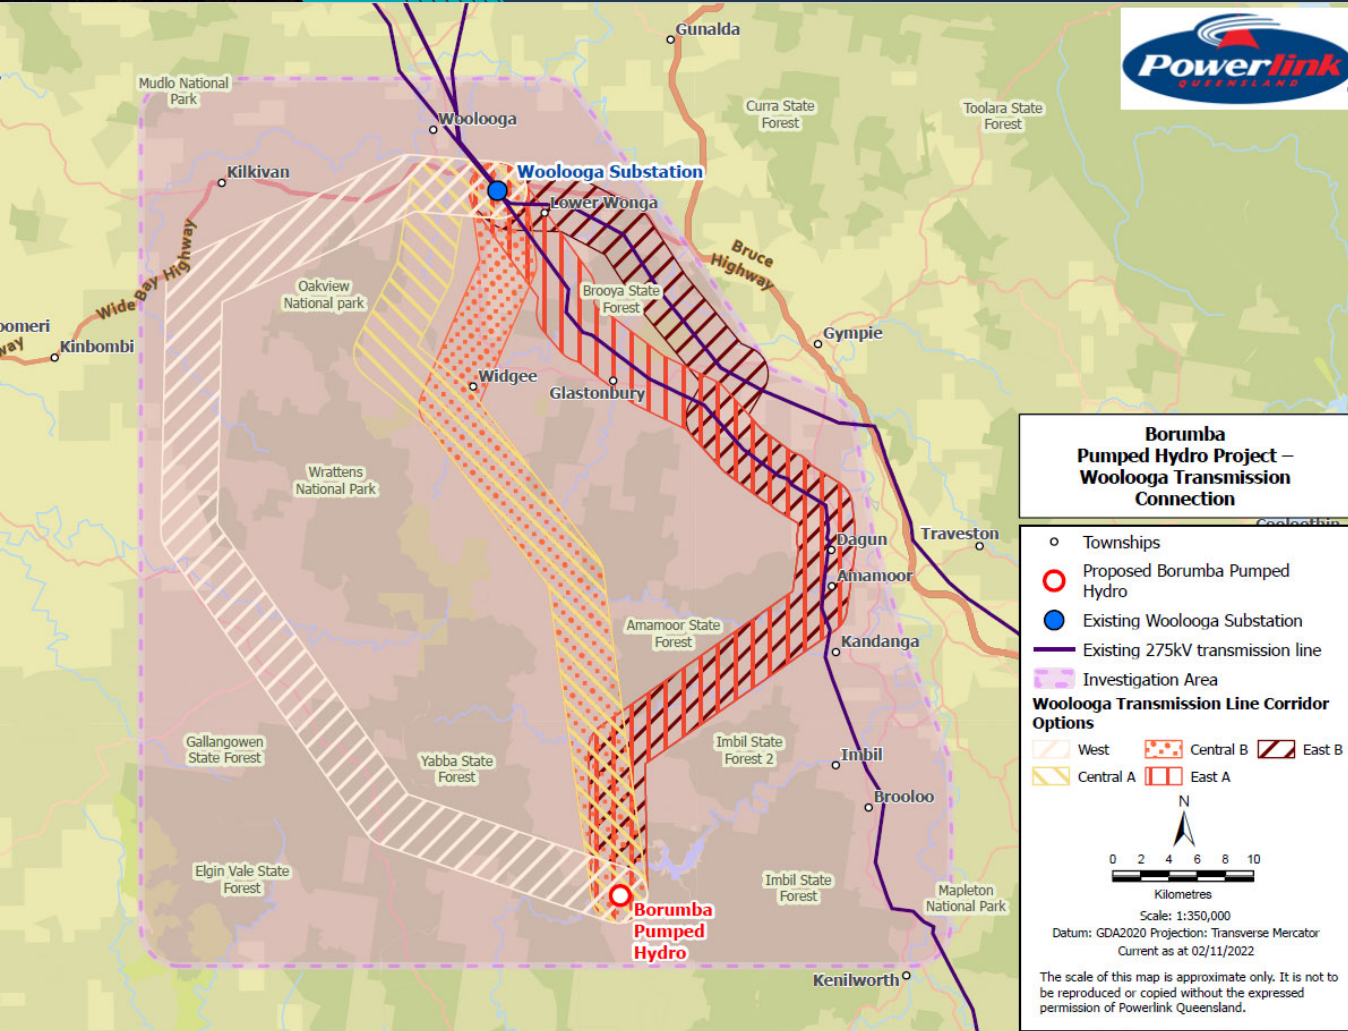 Gunalda
Powerlink
QUEENSLAND
Mudlo National
Park
Curra State
Forest
Toolara State
Forest
Woolooga
Kilkivan
Woolooga Substation
Lower Wonga
Wide Bay Highway
Bruce
Highway
Oakview
National park
Brooya State
Forest
oomeri
way
Kinbombi
Gympie
Widgee
Glastonbury
Wrattens
National Park
Borumba
Pumped Hydro Project –
Woolooga Transmission
Connection
Traveston
Dagun
Amamoor
Amamoor State
Forest
Kandanga
Gallangowen
State Forest
Yabba State
Forest
Imbil State
Forest 2
Imbil
Brooloo
Elgin Vale State
Forest
Imbil State
Forest
Mapleton
National Park
Borumba
Pumped
Hydro
Kenilworth
Townships
Proposed Borumba Pumped
Hydro
Existing Woolooga Substation
Existing 275kV transmission line
Investigation Area
Woolooga Transmission Line Corridor
Options
West
Central B
East B
Central A
East A
N
0 2 4 6 8 10
Kilometres
Scale: 1:350,000
Datum: GDA2020 Projection: Transverse Mercator
Current as at 02/11/2022
The scale of this map is approximate only. It is not to
be reproduced or copied without the expressed
permission of Powerlink Queensland.